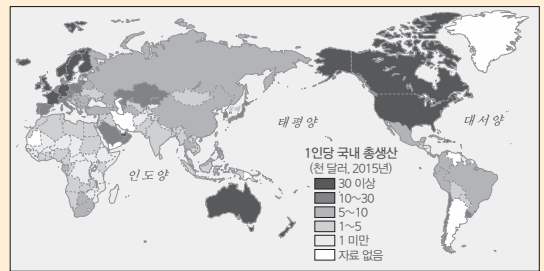 태평양
대서양
인도양
1인당 국내 총생산
(천 달러, 2015년)
30 이상
10~30
5~10
1~5
1 미만
자료 없음